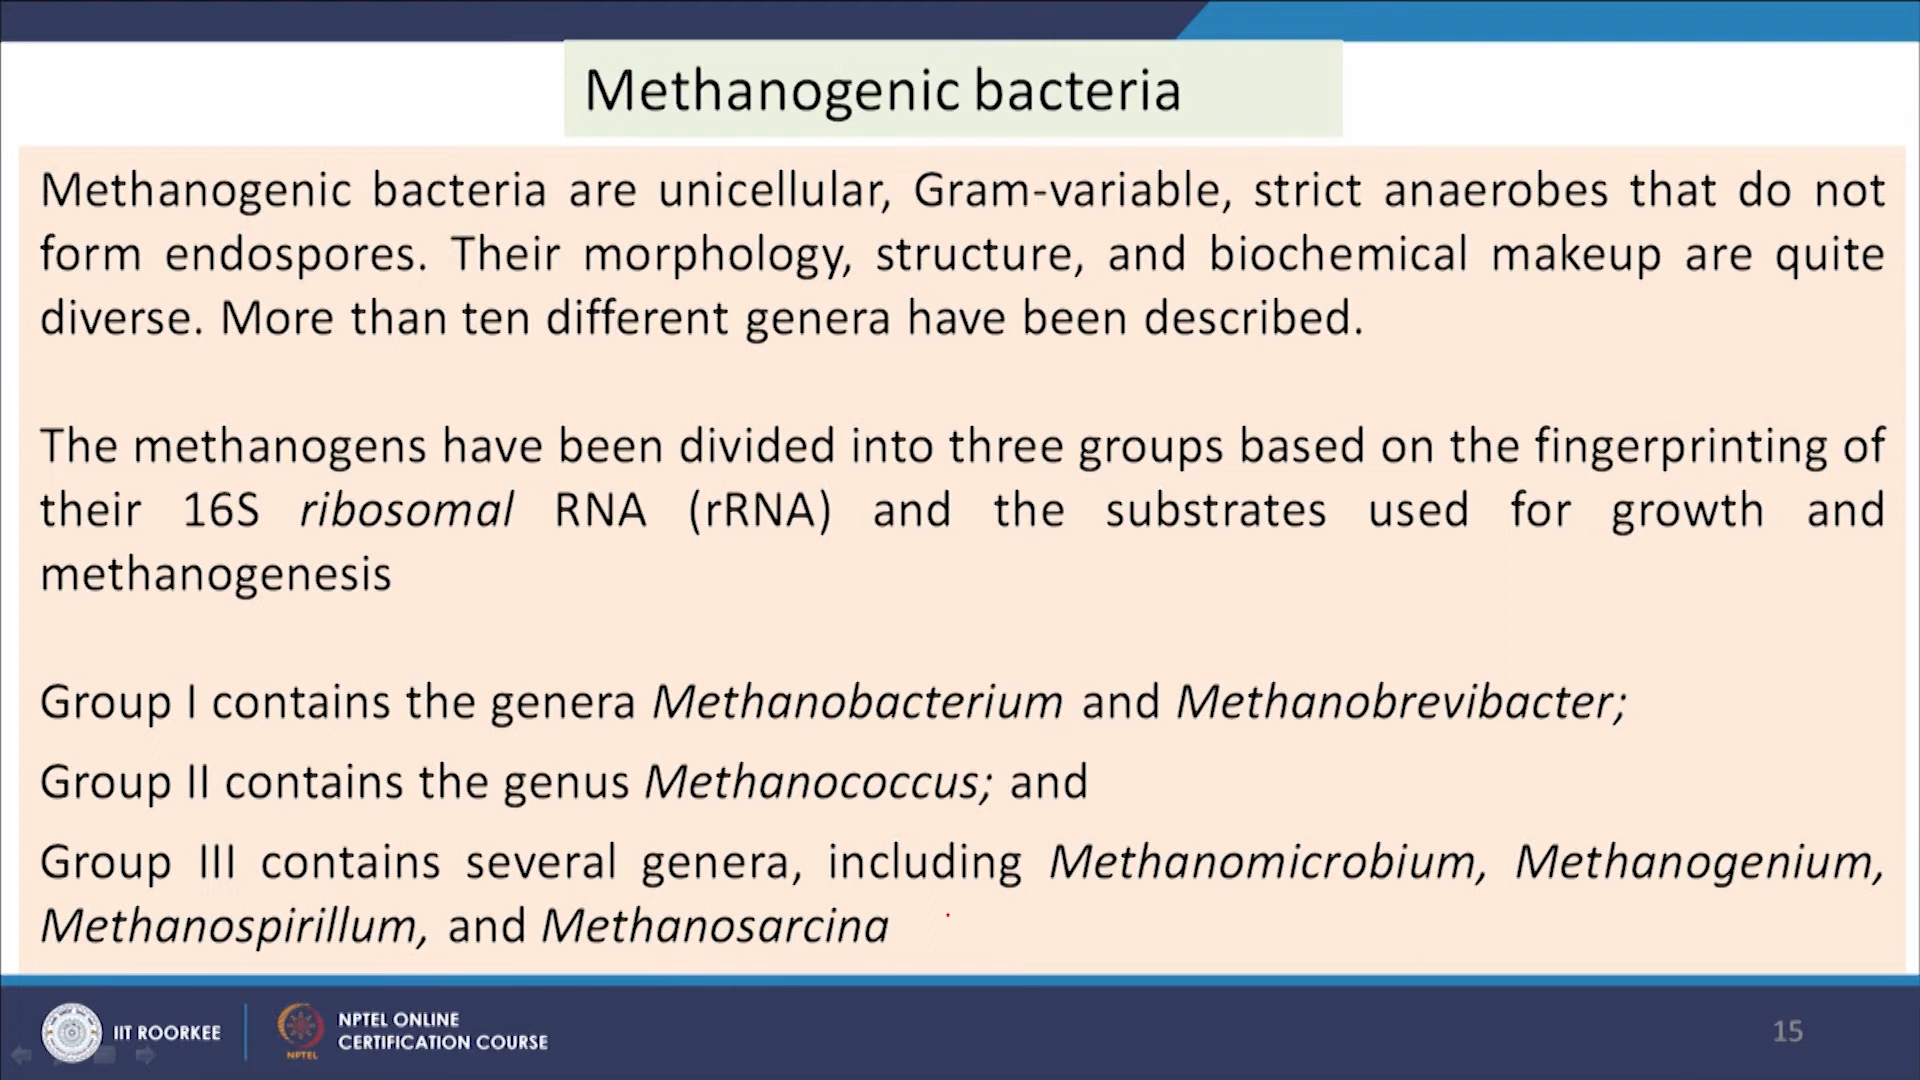 Methanogenic bacteria
Methanogenic bacteria are unicellular, Gram-variable, strict anaerobes that do not
form endospores. Their morphology, structure, and biochemical makeup are quite
diverse. More than ten different genera have been described.
The methanogens have been divided into three groups based on the fingerprinting of
their 16S ribosomal RNA (rRNA) and the substrates used for growth and
methanogenesis
Group I contains the genera Methanobacterium and Methanobrevibacter;
Group II contains the genus Methanococcus; and
Group III contains several genera, including Methanomicrobium, Methanogenium,
Methanospirillum, and Methanosarcina
IIT ROORKEE
NPTEL
NPTEL ONLINE
CERTIFICATION COURSE
15